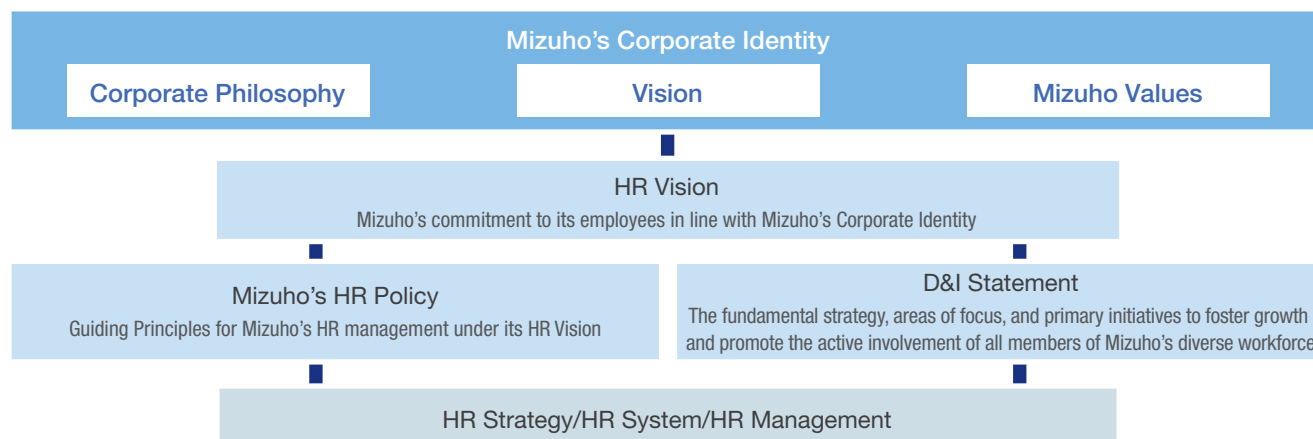 Mizuho's Corporate Identity
Corporate Philosophy
Vision
Mizuho Values
HR Vision
Mizuho's commitment to its employees in line with Mizuho's Corporate Identity
Mizuho's HR Policy
Guiding Principles for Mizuho's HR management under its HR Vision
D&I Statement
The fundamental strategy, areas of focus, and primary initiatives to foster growth
and promote the active involvement of all members of Mizuho's diverse workforce
HR Strategy/HR System/HR Management